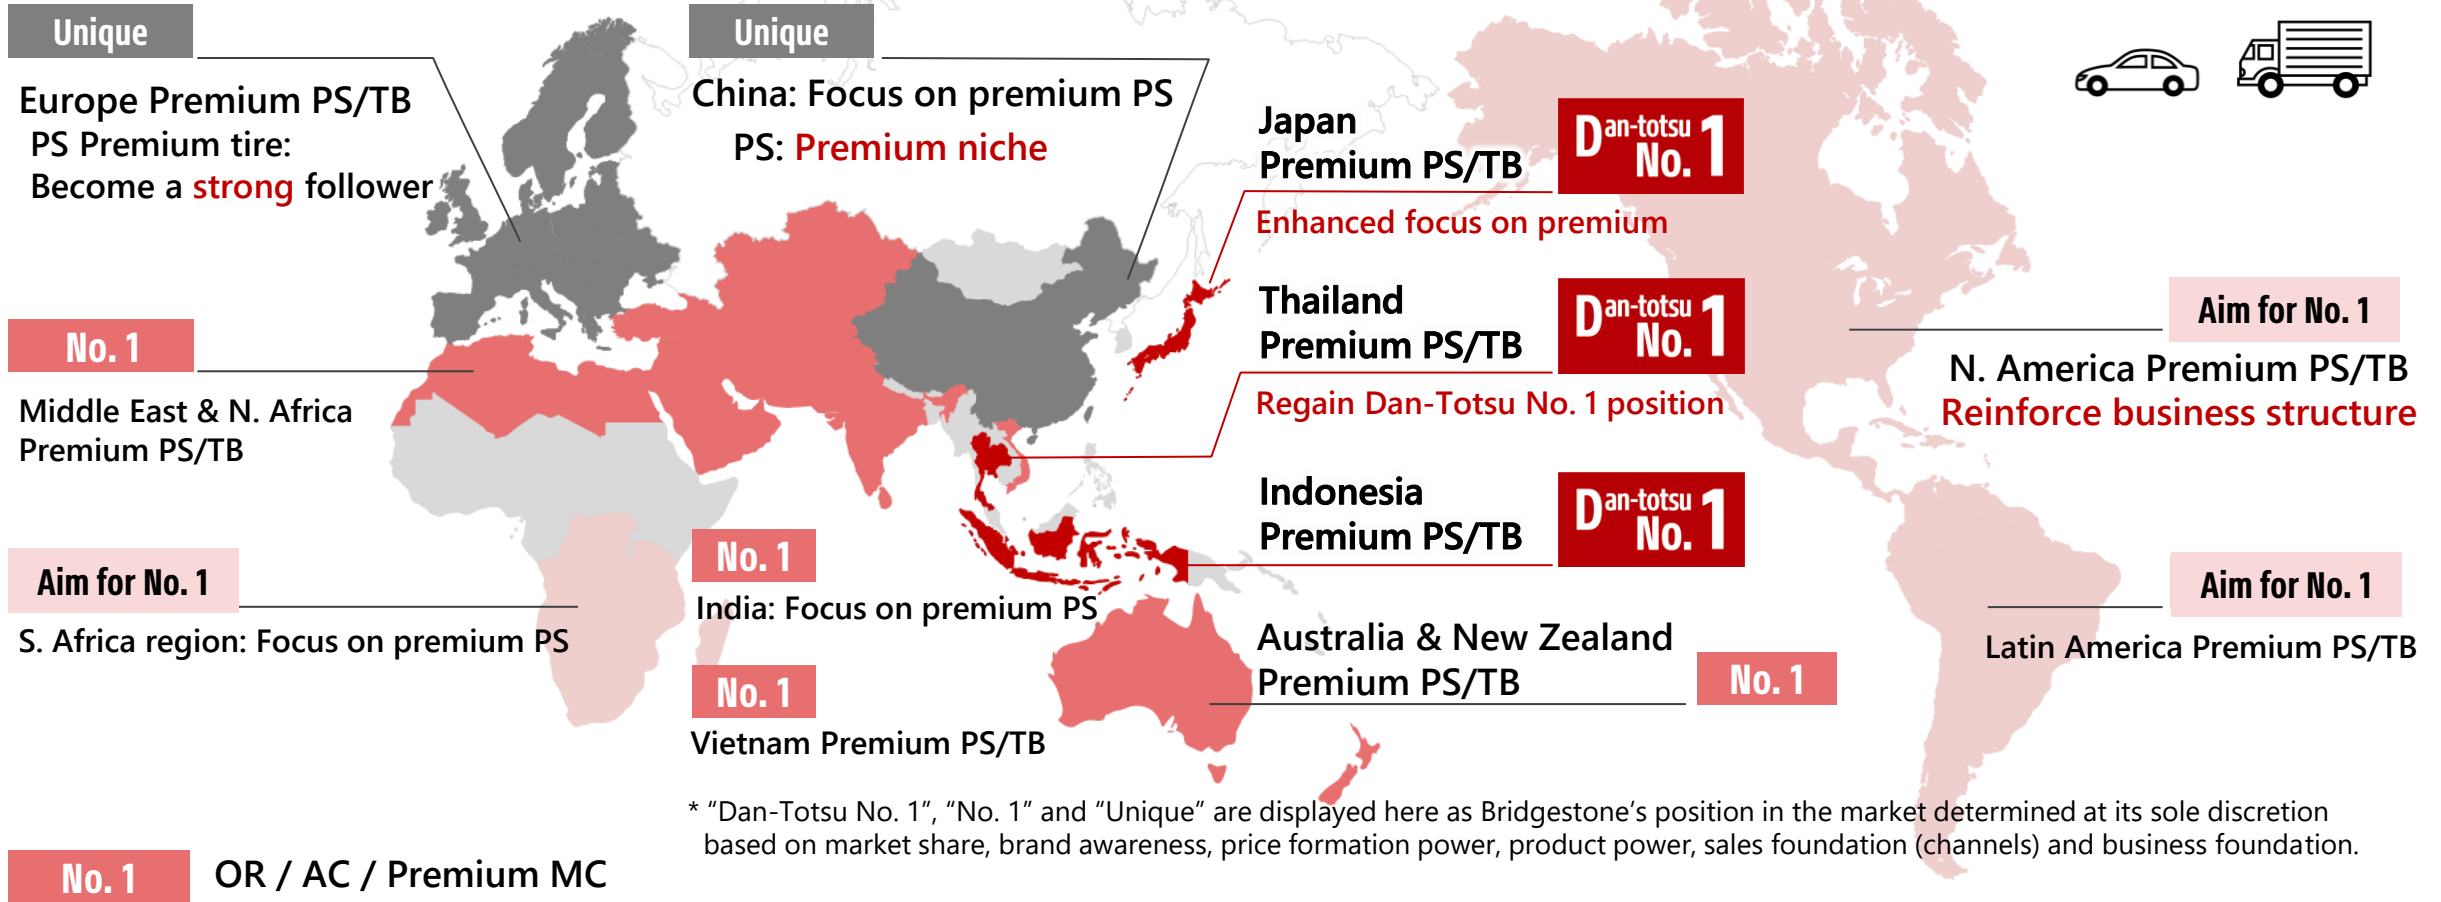 Unique
Europe Premium PS/TB
PS Premium tire:
Become a strong follower
Unique
China: Focus on premium PS
PS: Premium niche
Japan
Premium PS/TB
Dan-totsu
No. 1
Enhanced focus on premium
Thailand
Premium PS/TB
Dan-totsu
No. 1
Regain Dan-Totsu No. 1 position
Indonesia
Premium PS/TB
Dan-totsu
No. 1
Aim for No. 1
N. America Premium PS/TB
Reinforce business structure
No. 1
Middle East & N. Africa
Premium PS/TB
Aim for No. 1
S. Africa region: Focus on premium PS
No. 1
India: Focus on premium PS
No. 1
Vietnam Premium PS/TB
Australia & New Zealand
Premium PS/TB
No. 1
Aim for No. 1
Latin America Premium PS/TB
* “Dan-Totsu No. 1”, “No. 1” and “Unique” are displayed here as Bridgestone’s position in the market determined at its sole discretion
based on market share, brand awareness, price formation power, product power, sales foundation (channels) and business foundation.
No. 1
OR / AC / Premium MC